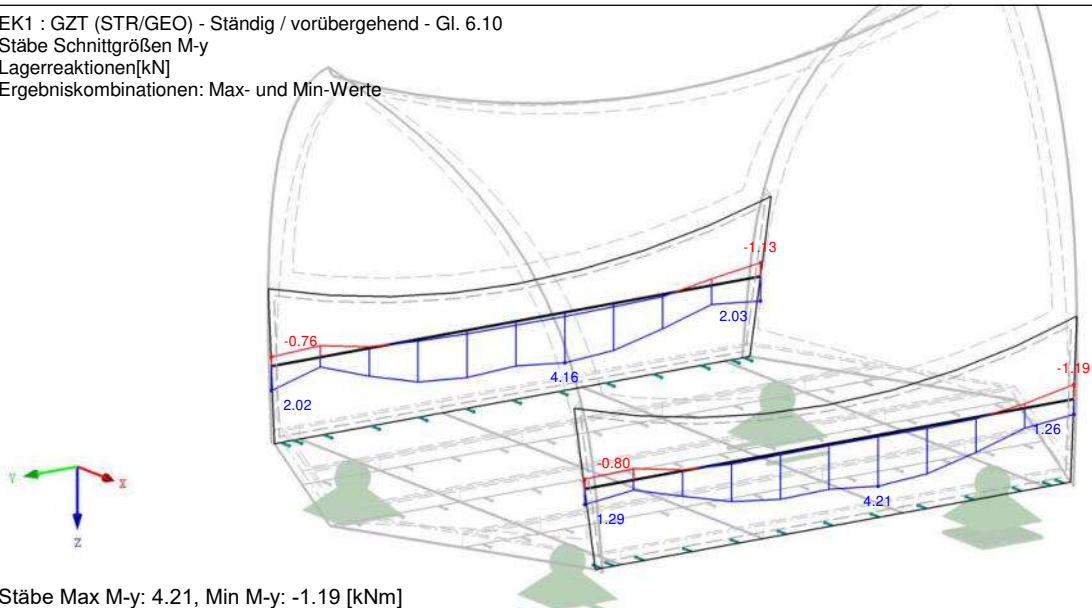 EK1 : GZT (STR/GEO) - Ständig / vorübergehend - Gl. 6.10
Stäbe Schnittgrößen M-y
Lagerreaktionen[kN]
Ergebniskombinationen: Max- und Min-Werte
-1.13
-0.76
2.03
4.16
-1.19
2.02
1.26
-0.80
4.21
1.29
Y
X
Z
Stäbe Max M-y: 4.21, Min M-y: -1.19 [kNm]